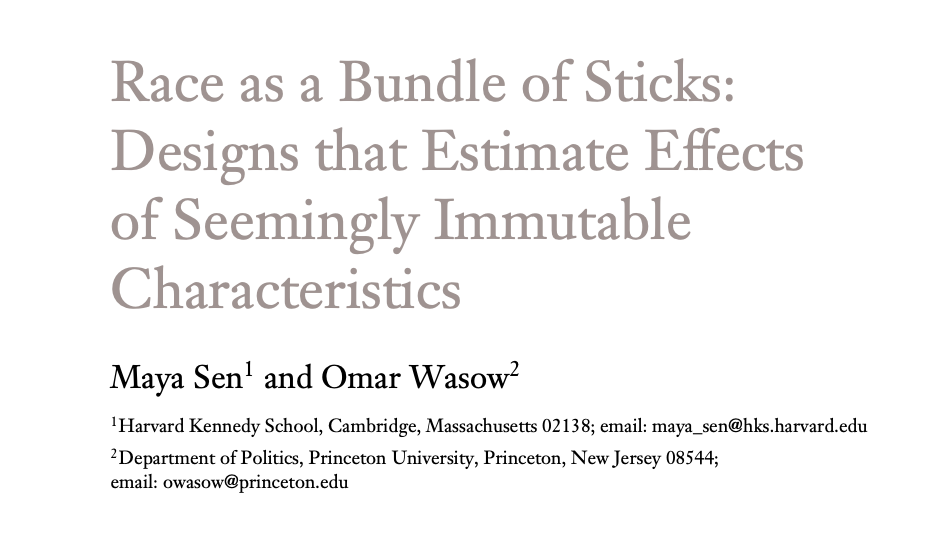 Race as a Bundle of Sticks:
Designs that Estimate Effects
of Seemingly Immutable
Characteristics
Maya Sen¹ and Omar Wasow²
¹Harvard Kennedy School, Cambridge, Massachusetts 02138; email: maya_sen@hks.harvard.edu
²Department of Politics, Princeton University, Princeton, New Jersey 08544;
email: owasow@princeton.edu